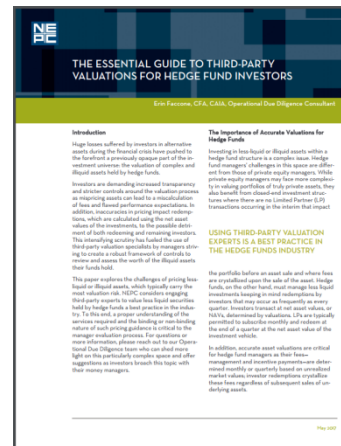 NE
PC
THE ESSENTIAL GUIDE TO THIRD-PARTY
VALUATIONS FOR HEDGE FUND INVESTORS
Erin Faccone, CFA, CAIA, Operational Due Diligence Consultant
Introduction
Huge losses suffered by investors in alternative
assets during the financial crisis have pushed to
the forefront a previously opaque part of the in-
vestment universe: the valuation of complex and
illiquid assets held by hedge funds.
Investors are demanding increased transparency
and stricter controls around the valuation process
as mispricing assets can lead to a miscalculation
of fees and flawed performance expectations. In
addition, inaccuracies in pricing impact redemp-
tions, which are calculated using the net asset
values of the investments, to the possible detri-
ment of both redeeming and remaining investors.
This intensifying scrutiny has fueled the use of
third-party valuation specialists by managers striv-
ing to create a robust framework of controls to
review and assess the worth of the illiquid assets
their funds hold.
This paper explores the challenges of pricing less-
liquid or illiquid assets, which typically carry the
most valuation risk. NEPC considers engaging
third-party experts to value less liquid securities
held by hedge funds a best practice in the indus-
try. To this end, a proper understanding of the
services required and the binding or non-binding
nature of such pricing guidance is critical to the
manager evaluation process. For questions or
more information, please reach out to our Opera-
tional Due Diligence team who can shed more
light on this particularly complex space and offer
suggestions as investors broach this topic with
their money managers.
The Importance of Accurate Valuations for
Hedge Funds
Investing in less-liquid or illiquid assets within a
hedge fund structure is a complex issue. Hedge
fund managers' challenges in this space are differ-
ent from those of private equity managers. While
private equity managers may face more complexi-
ty in valuing portfolios of truly private assets, they
also benefit from closed-end investment struc-
tures where there are no Limited Partner (LP)
transactions occurring in the interim that impact
USING THIRD-PARTY VALUATION
EXPERTS IS A BEST PRACTICE IN
THE HEDGE FUNDS INDUSTRY
the portfolio before an asset sale and where fees
are crystallized upon the sale of the asset. Hedge
funds, on the other hand, must manage less liquid
investments keeping in mind redemptions by
investors that may occur as frequently as every
quarter. Investors transact at net asset values, or
NAVs, determined by valuations. LPs are typically
permitted to subscribe monthly and redeem at
the end of a quarter at the net asset value of the
investment vehicle.
In addition, accurate asset valuations are critical
for hedge fund managers as their fees—
management and incentive payments—are deter-
mined monthly or quarterly based on unrealized
market values; investor redemptions crystallize
these fees regardless of subsequent sales of un-
derlying assets.